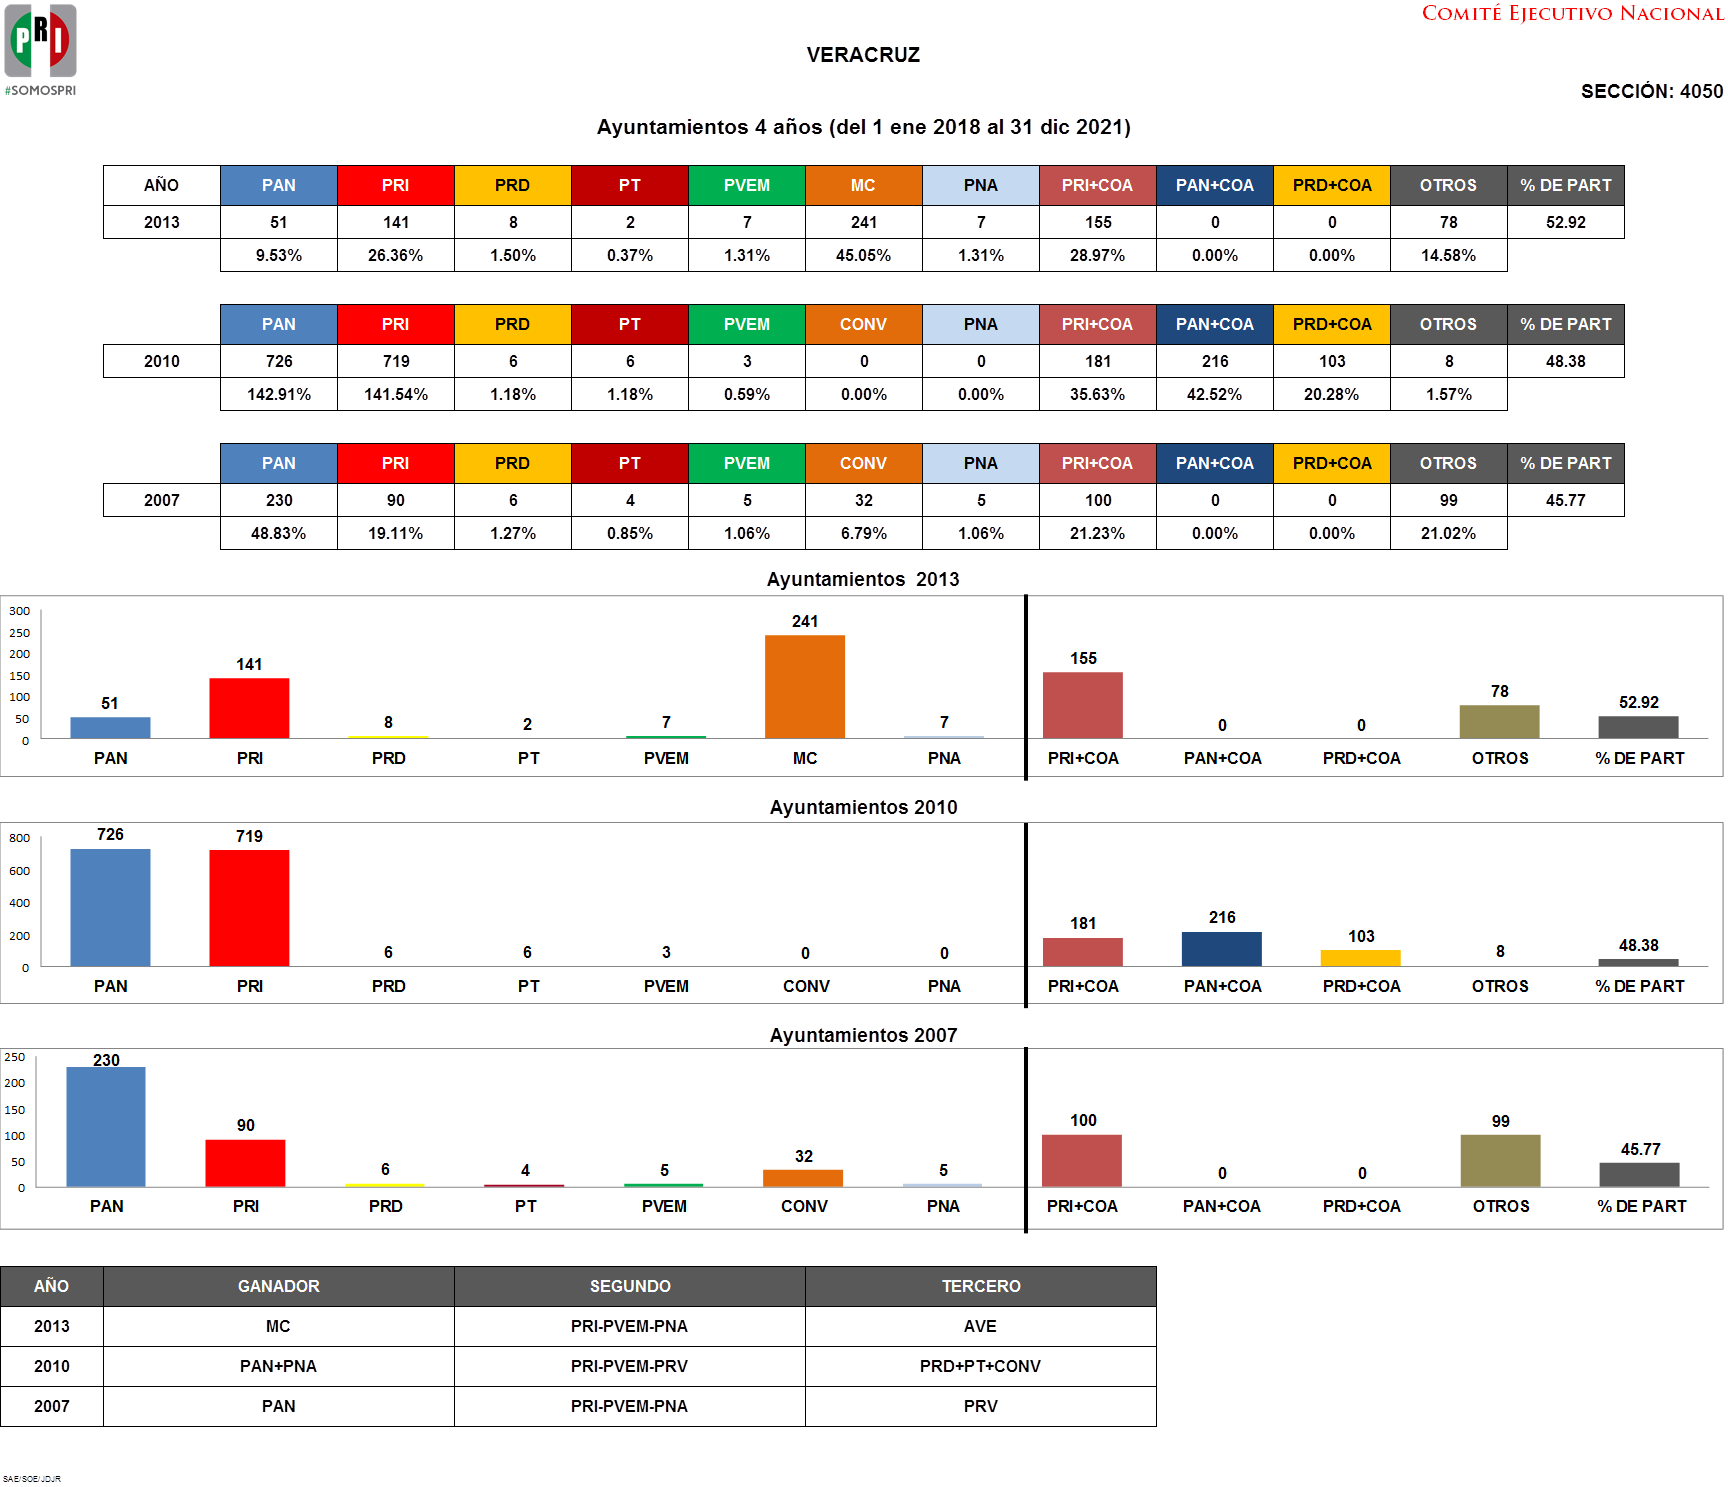 COMITÉ EJECUTIVO NACIONAL
PRI
#SOMOSPRI
VERACRUZ
SECCIÓN: 4050
Ayuntamientos 4 años (del 1 ene 2018 al 31 dic 2021)
AÑO PAN PRI PRD PT PVEM MC PNA PRI+COA PAN+COA PRD+COA OTROS % DE PART
2013 51 141 8 2 7 241 7 155 0 0 78 52.92
9.53% 26.36% 1.50% 0.37% 1.31% 45.05% 1.31% 28.97% 0.00% 0.00% 14.58%
PAN PRI PRD PT PVEM CONV PNA PRI+COA PAN+COA PRD+COA OTROS % DE PART
2010 726 719 6 6 3 0 0 181 216 103 8 48.38
142.91% 141.54% 1.18% 1.18% 0.59% 0.00% 0.00% 35.63% 42.52% 20.28% 1.57%
PAN PRI PRD PT PVEM CONV PNA PRI+COA PAN+COA PRD+COA OTROS % DE PART
2007 230 90 6 4 5 32 5 100 0 0 99 45.77
48.83% 19.11% 1.27% 0.85% 1.06% 6.79% 1.06% 21.23% 0.00% 0.00% 21.02%
Ayuntamientos 2013
300
250
200
150
100
50
0
51 141 8 2 7 241 7 155 0 0 78 52.92
PAN PRI PRD PT PVEM MC PNA PRI+COA PAN+COA PRD+COA OTROS % DE PART
Ayuntamientos 2010
800
600
400
200
0
726 719 6 6 3 0 0 181 216 103 8 48.38
PAN PRI PRD PT PVEM CONV PNA PRI+COA PAN+COA PRD+COA OTROS % DE PART
Ayuntamientos 2007
250
200
150
100
50
0
230 90 6 4 5 32 5 100 0 0 99 45.77
PAN PRI PRD PT PVEM CONV PNA PRI+COA PAN+COA PRD+COA OTROS % DE PART
AÑO GANADOR SEGUNDO TERCERO
2013 MC PRI-PVEM-PNA AVE
2010 PAN+PNA PRI-PVEM-PRV PRD+PT+CONV
2007 PAN PRI-PVEM-PNA PRV
SAE/SOE/JDJR